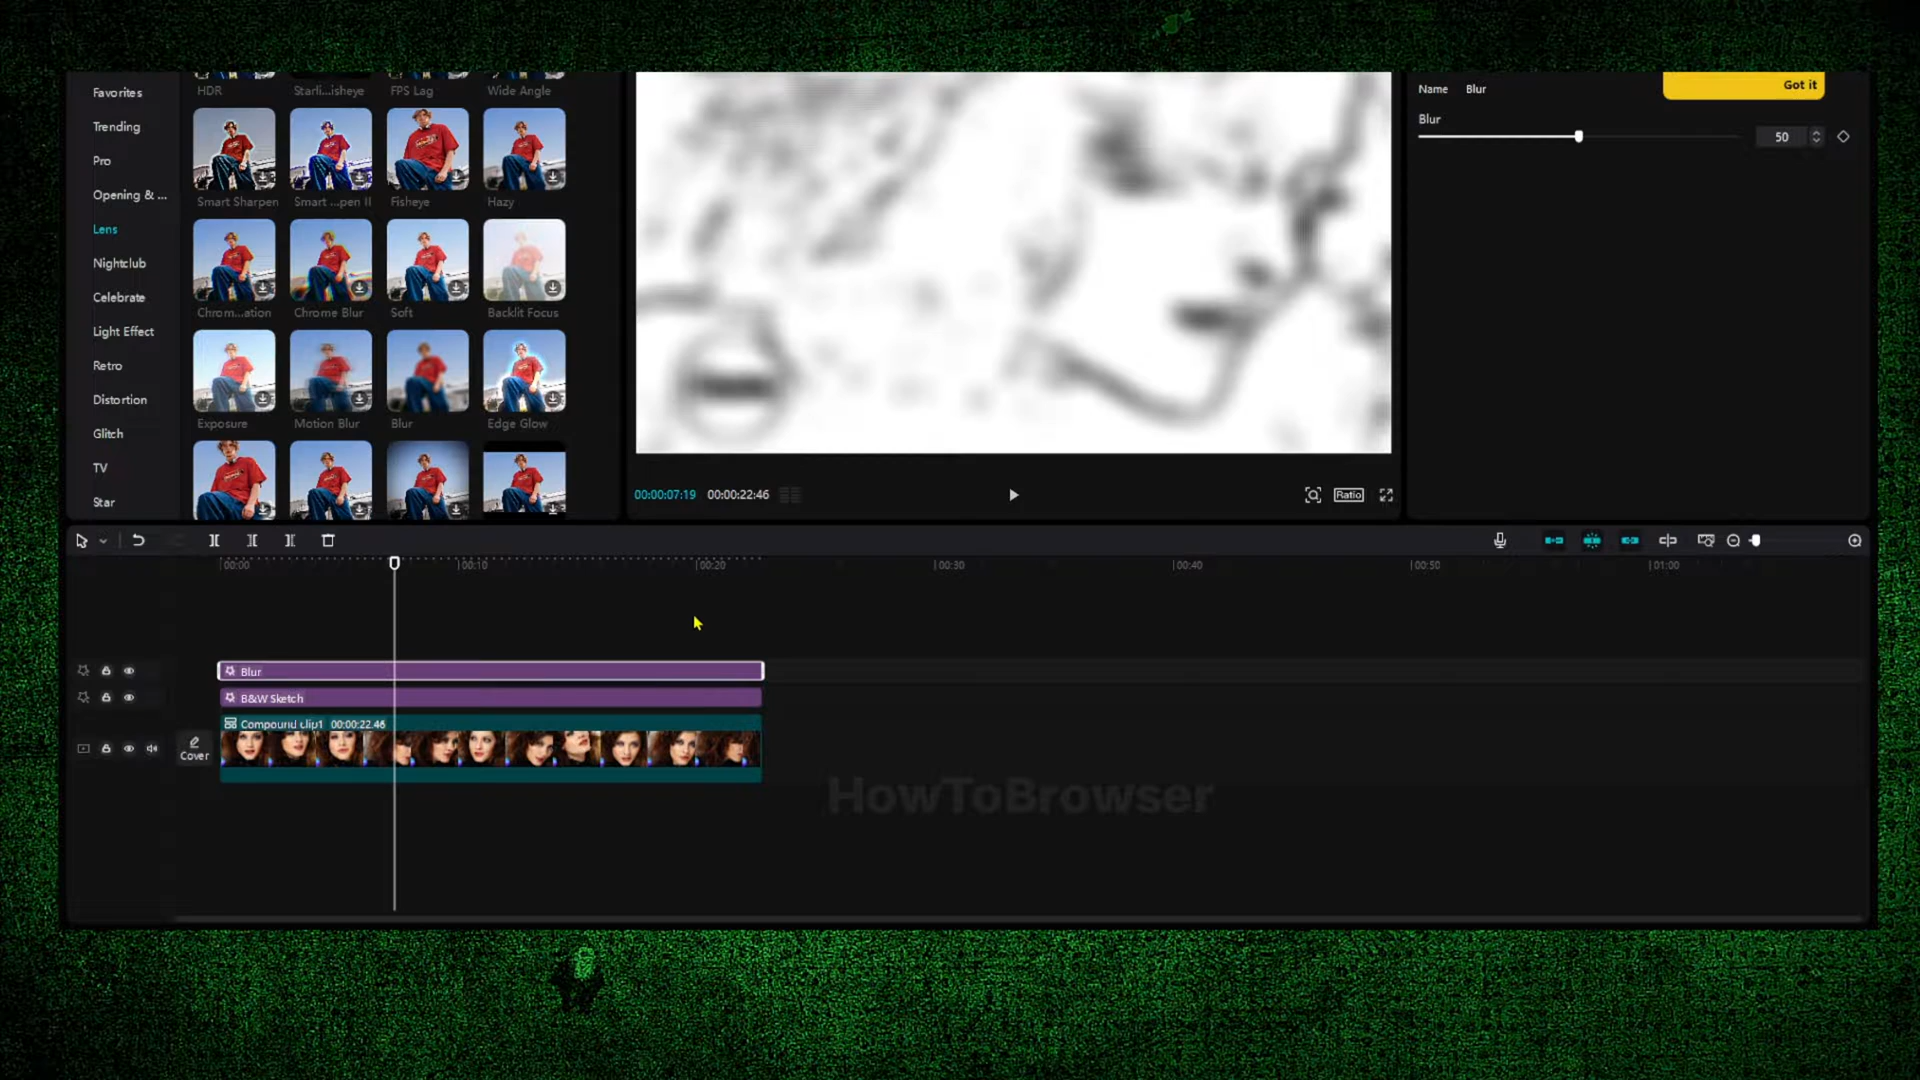 Favorites
Trending
Pro
Opening & ...
Lens
Nightclub
Celebrate
Light Effect
Retro
Distortion
Glitch
TV
Star
HDR
Starli...isheye
FPS Lag
Wide Angle
Smart Sharpen
Smart ...pen II
Fisheye
Hazy
Chrom...ation
Chrome Blur
Soft
Backlit Focus
Exposure
Motion Blur
Blur
Edge Glow
00:00:07:19 00:00:22:46
Ratio
Name Blur
Got it
Blur
50
00:00
00:10
00:20
00:30
00:40
00:50
01:00
Blur
B&W Sketch
Compound clip1 00:00:22:46
Cover
HowToBrowser